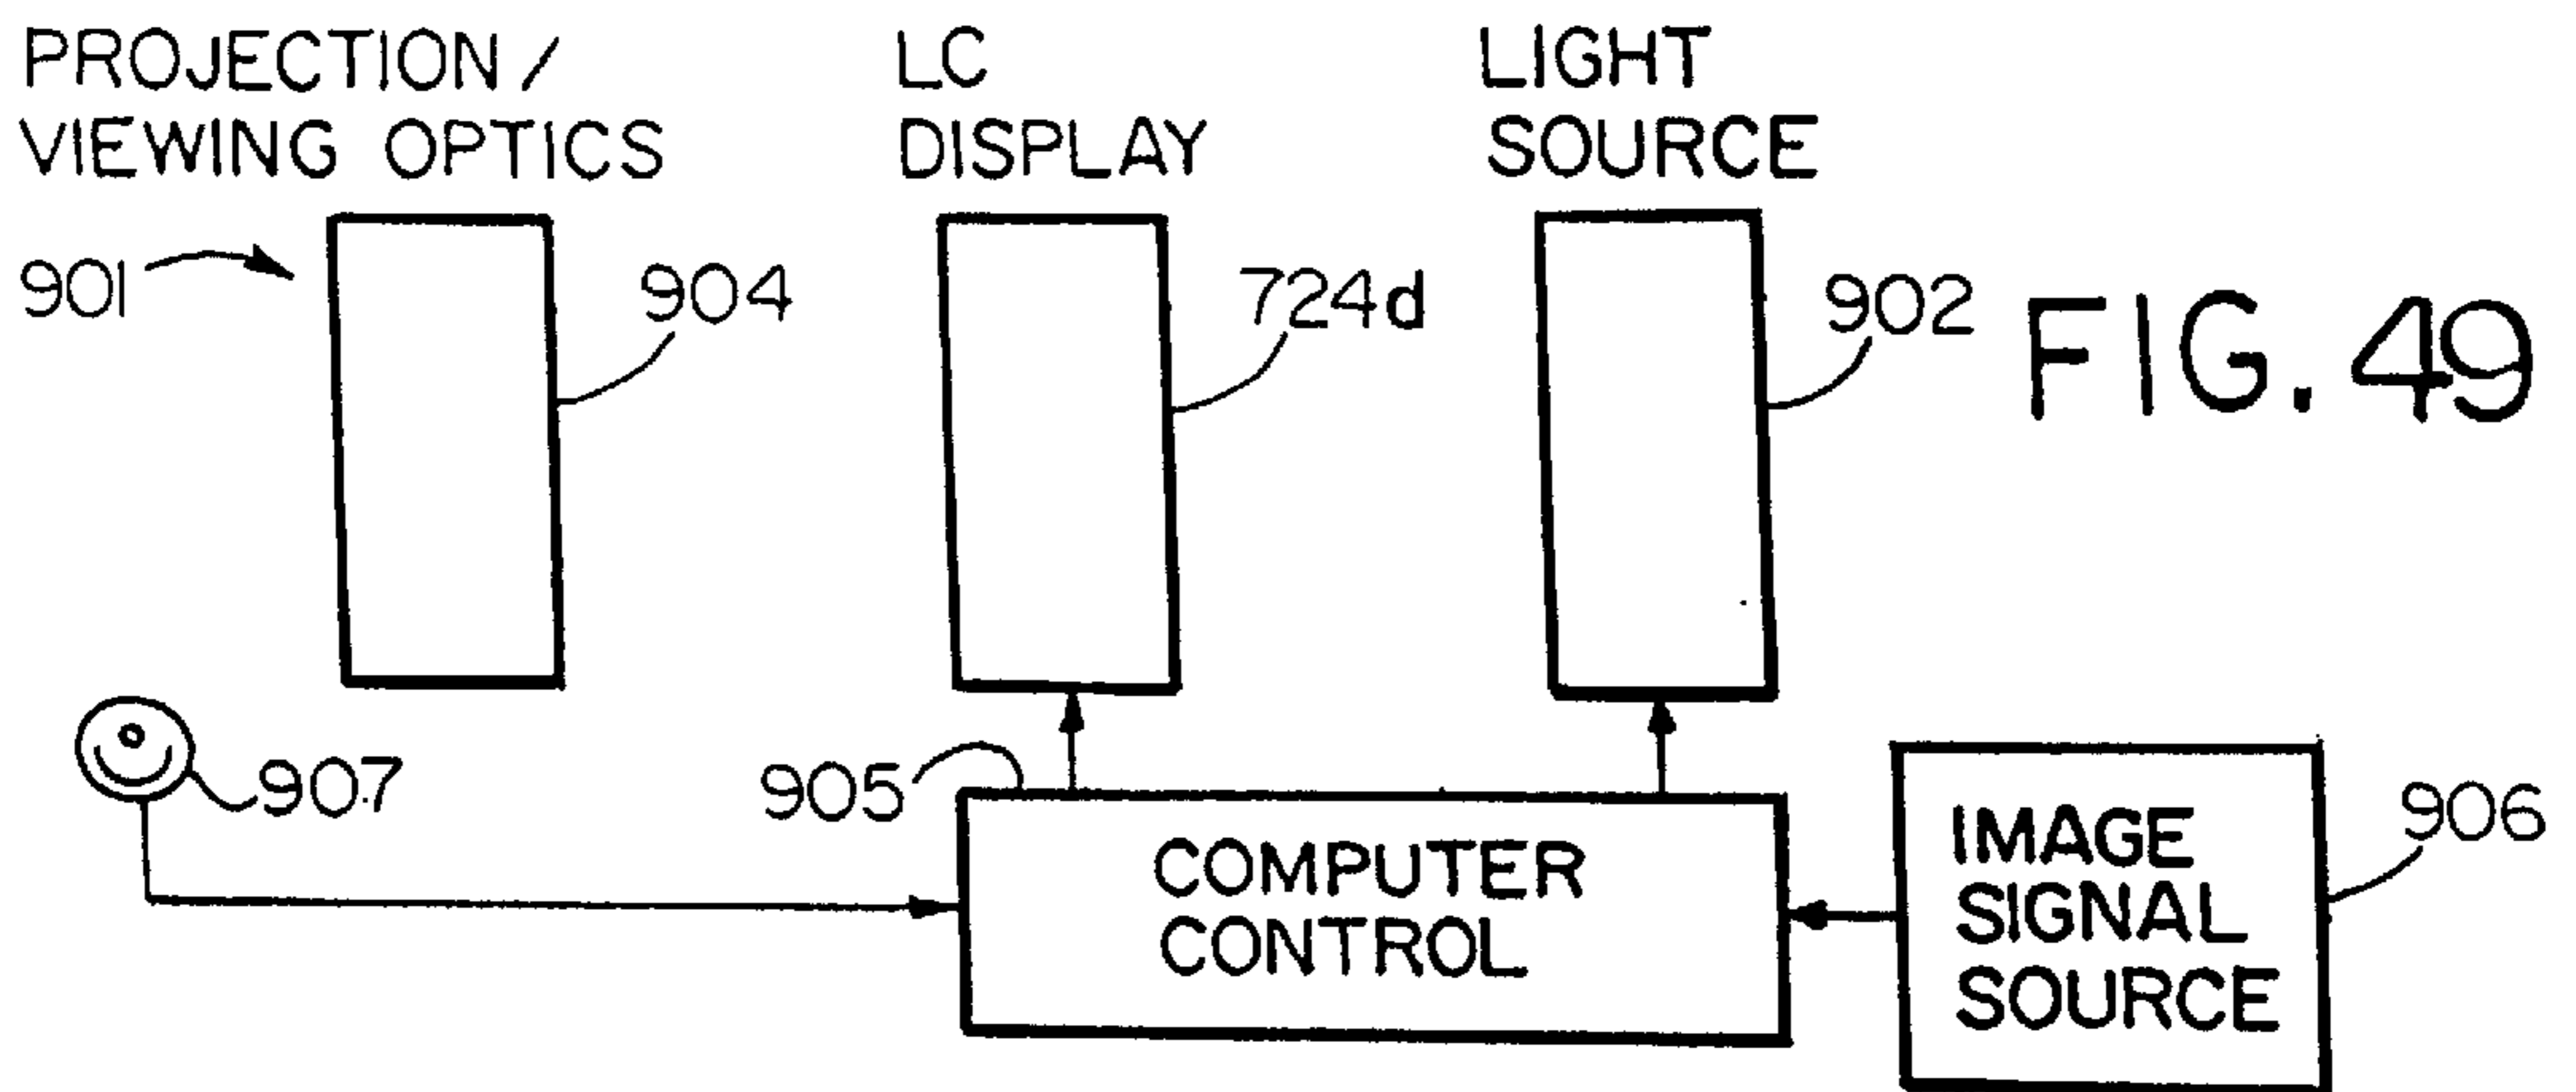 PROJECTION/
VIEWING OPTICS
LC
DISPLAY
LIGHT
SOURCE
901
904
724d
902
FIG. 49
907
905
COMPUTER
CONTROL
IMAGE
SIGNAL
SOURCE
906